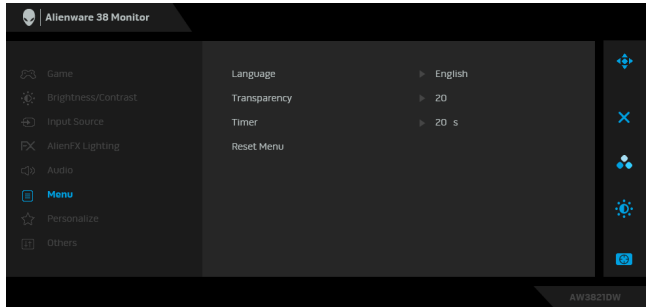 Alienware 38 Monitor
Game
Brightness/Contrast
Input Source
AlienFX Lighting
Audio
Menu
Personalize
Others
Language English
Transparency 20
Timer 20 s
Reset Menu
AW3821DW